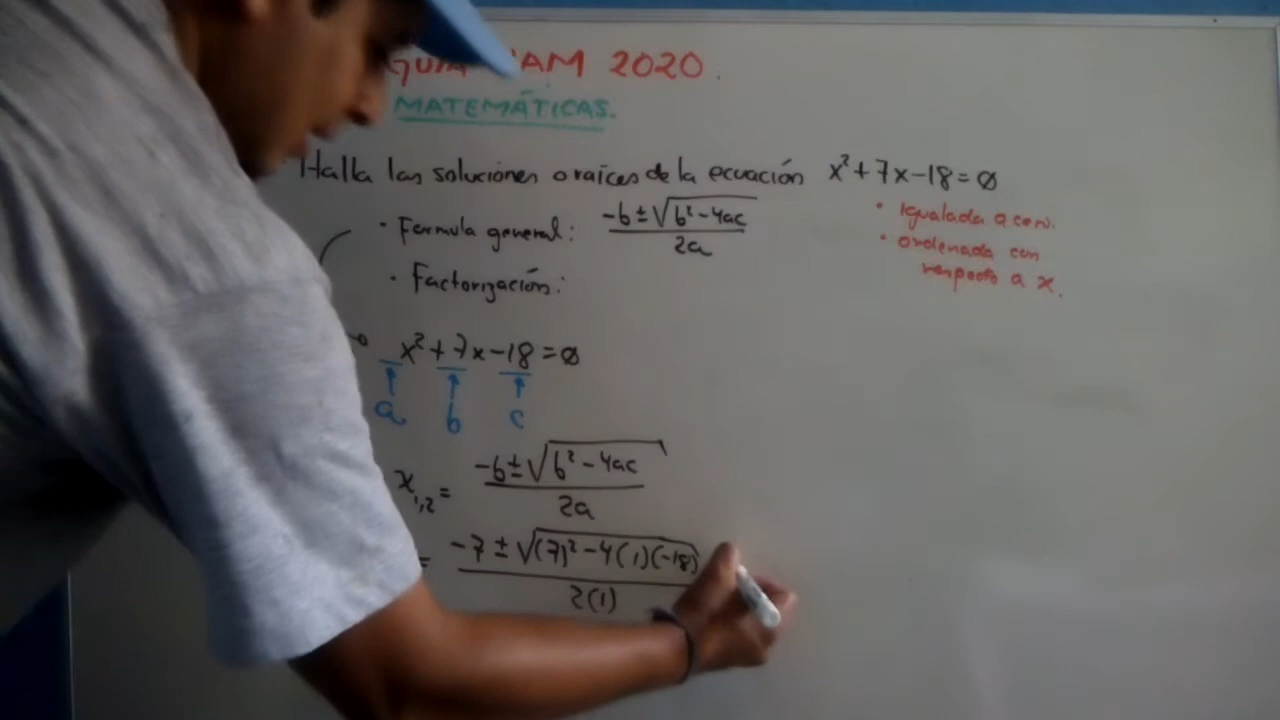 GUIA UAM 2020.
MATEMÁTICAS.
Halla las soluciones o raíces de la ecuación x²+7x-18=∅
• Formula general: -b±√b²-4ac / 2a
• Igualada a cero.
• Factorización:
• ordenada con
respecto a x.
x²+7x-18=∅
a b c
x₁,₂ = -b±√b²-4ac / 2a
= -7±√(7)²-4(1)(-18) / 2(1)